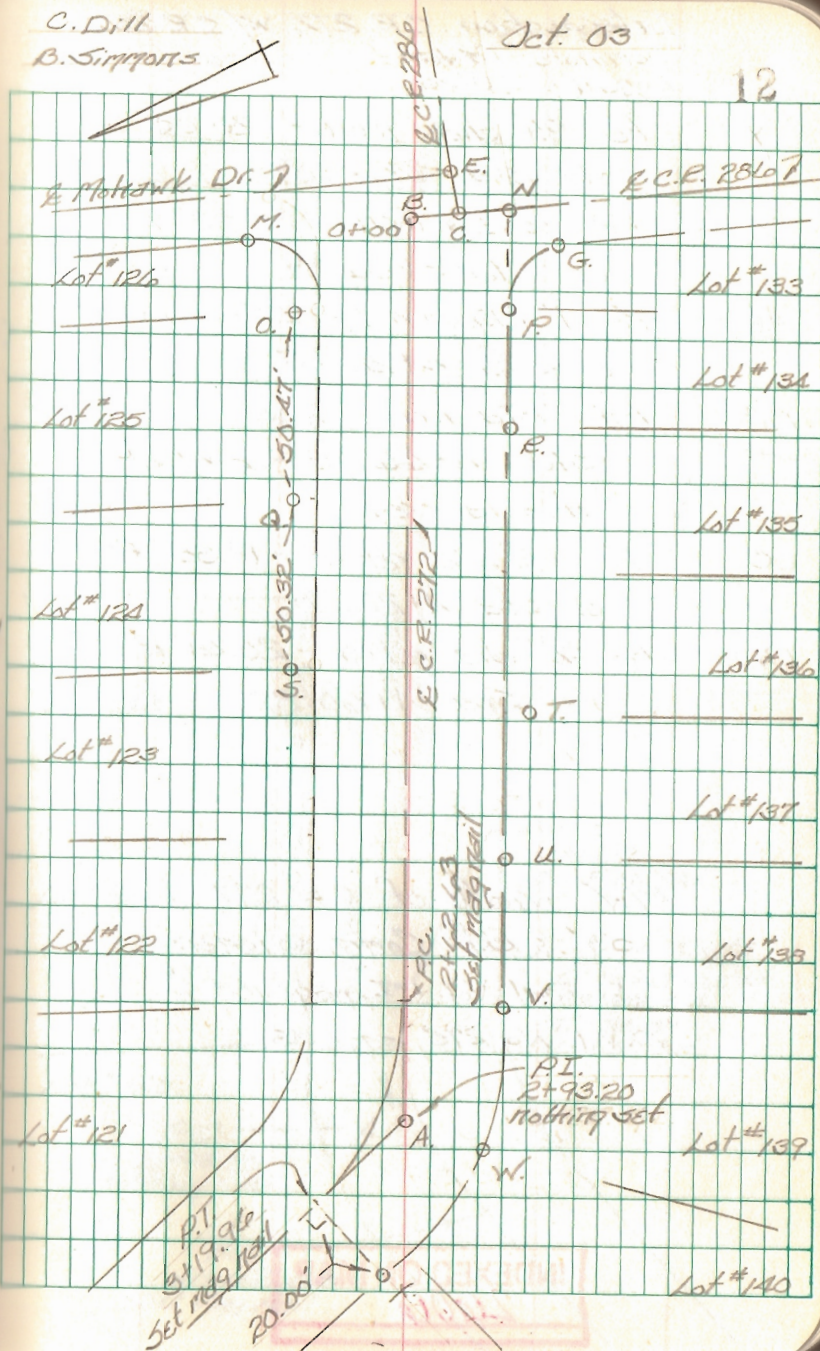 C. Dill
B. Simmons
Oct. 03
12
℄ C.R. 286
E.
℄ Mohawk Dr.
℄ C.R. 286
B.
N.
0+00
C.
M.
G.
Lot #126
Lot #133
O.
P.
Lot #134
50.47'
Lot #125
R.
Q.
Lot #135
50.32'
℄ C.R. 272
Lot #124
S.
Lot #136
T.
Lot #123
Lot #137
U.
P.C.
2+42.63
Set mag nail
Lot #122
Lot #138
V.
P.I.
2+93.20
nothing set
A.
Lot #121
Lot #139
W.
P.T.
3+19.96
Set mag nail
20.00'
X.
Lot #140
INDEXED